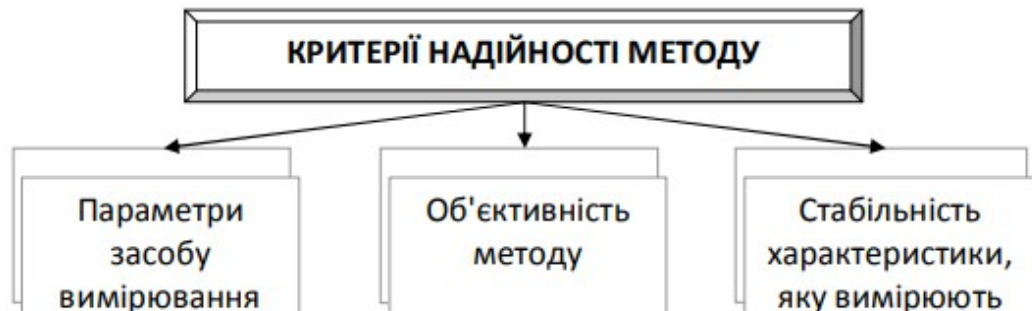 КРИТЕРІЇ НАДІЙНОСТІ МЕТОДУ
Параметри
засобу
вимірювання
Об'єктивність
методу
Стабільність
характеристики,
яку вимірюють